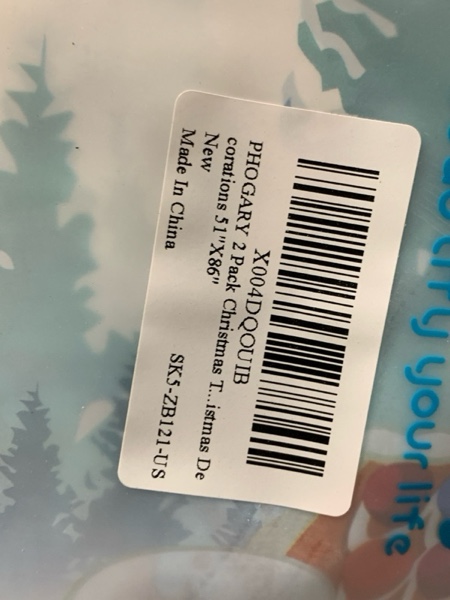 X004DQOUIB
PHOGARY 2 Pack Christmas T...istmas De
corations 51"X86"
New
Made In China
SK5-ZB121-US
your life